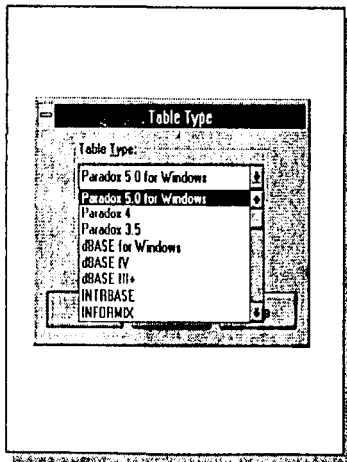 Table Type
Table Type:
Paradox 5.0 for Windows
Paradox 5.0 for Windows
Paradox 4
Paradox 3.5
dBASE for Windows
dBASE IV
dBASE III+
INTRBASE
INFORMIX